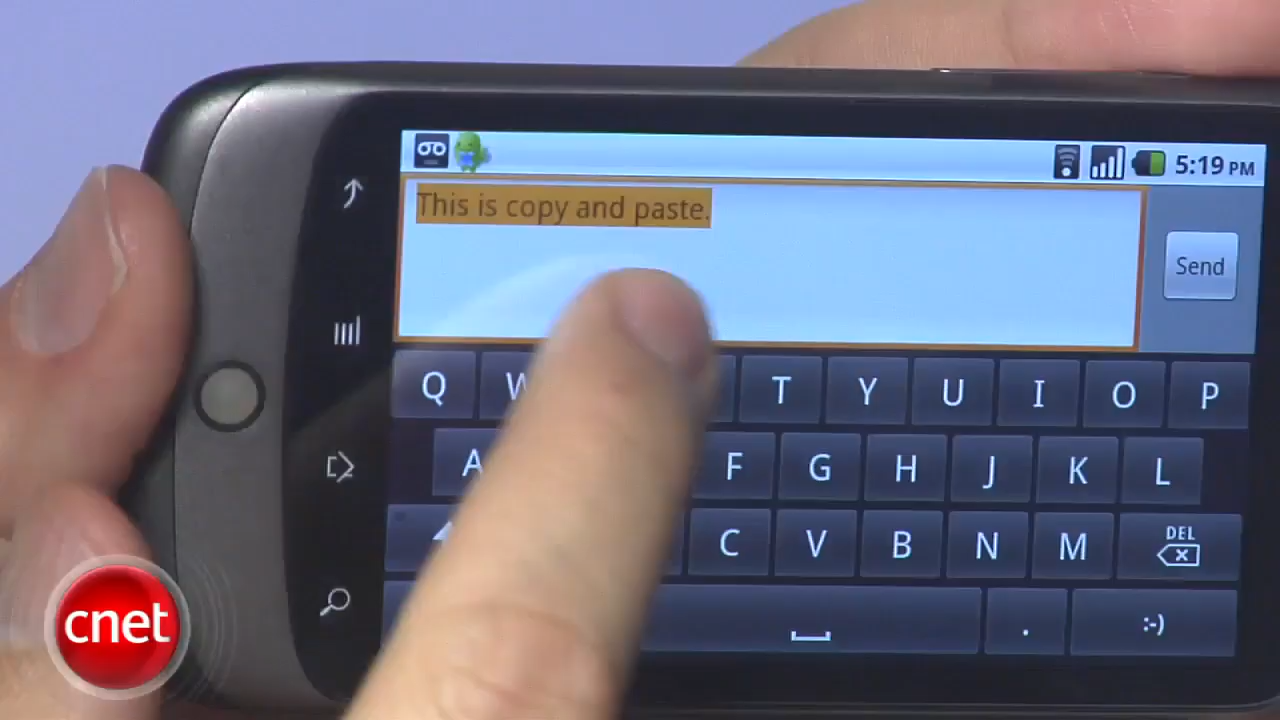 5:19 PM
This is copy and paste.
Send
Q W T Y U I O P
A F G H J K L
C V B N M DEL
. :-)
cnet